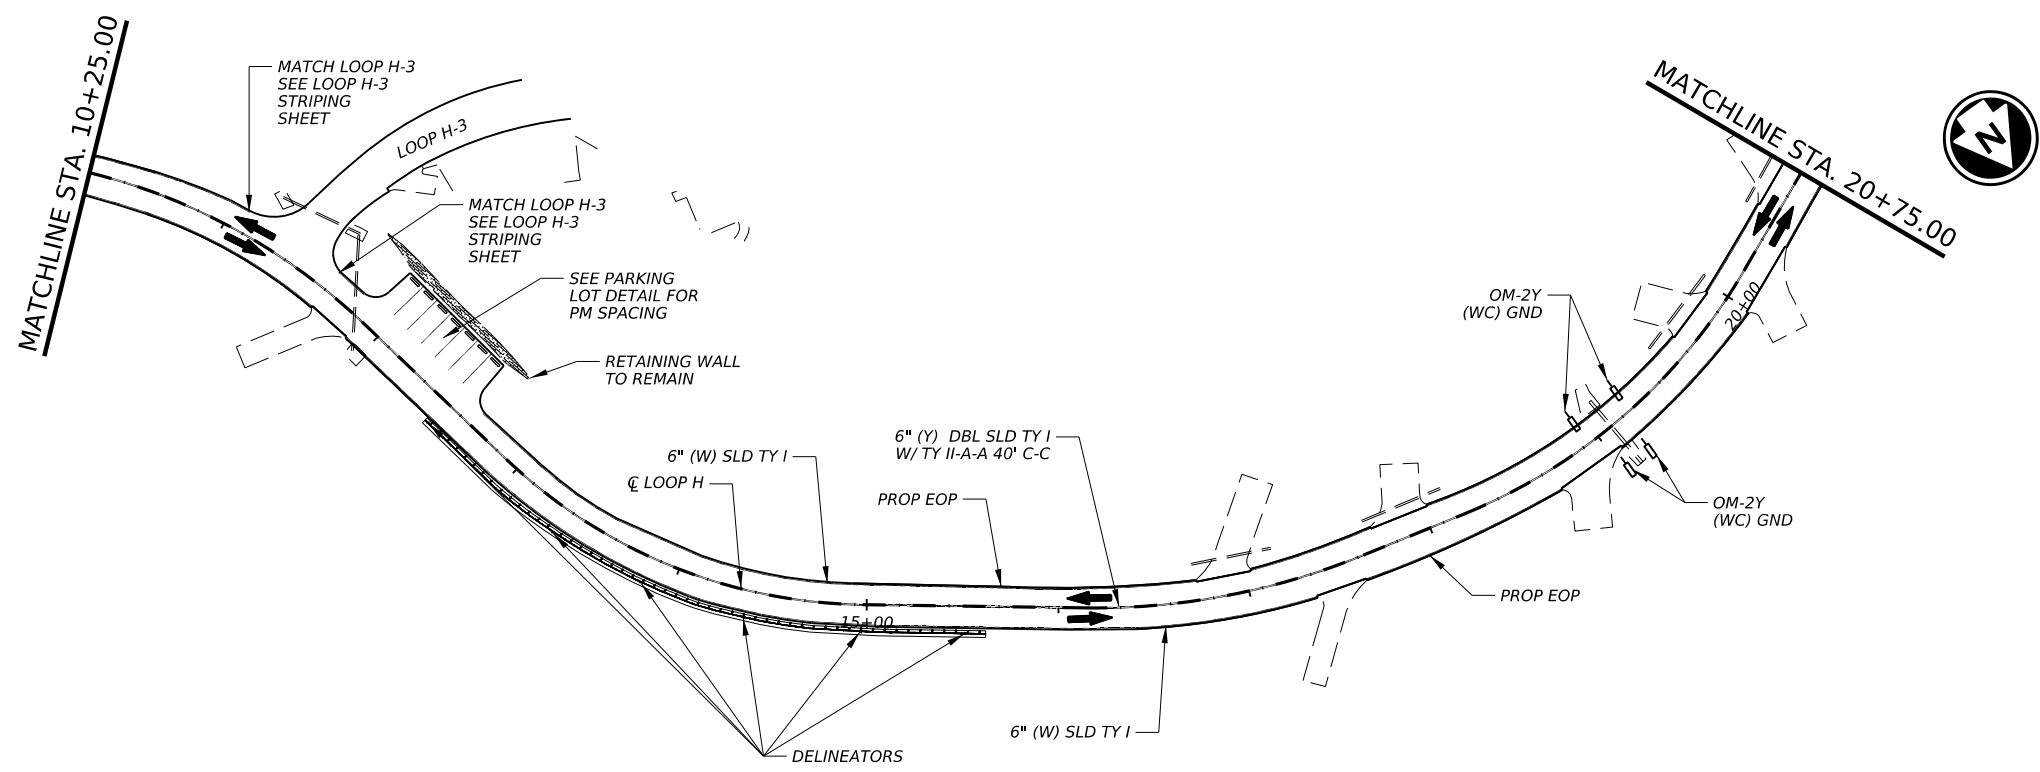 MATCHLINE STA. 10+25.00
MATCH LOOP H-3
SEE LOOP H-3
STRIPING
SHEET
LOOP H-3
MATCH LOOP H-3
SEE LOOP H-3
STRIPING
SHEET
SEE PARKING
LOT DETAIL FOR
PM SPACING
RETAINING WALL
TO REMAIN
6" (W) SLD TY I
℄ LOOP H
6" (Y) DBL SLD TY I
W/ TY II-A-A 40' C-C
PROP EOP
15+00
DELINEATORS
6" (W) SLD TY I
PROP EOP
OM-2Y
(WC) GND
OM-2Y
(WC) GND
20+00
MATCHLINE STA. 20+75.00
N